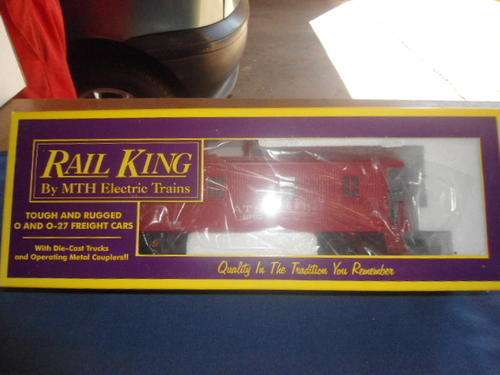 RAIL KING
By MTH Electric Trains
TOUGH AND RUGGED
O AND O-27 FREIGHT CARS
With Die-Cast Trucks
and Operating Metal Couplers!!
Quality In The Tradition You Remember